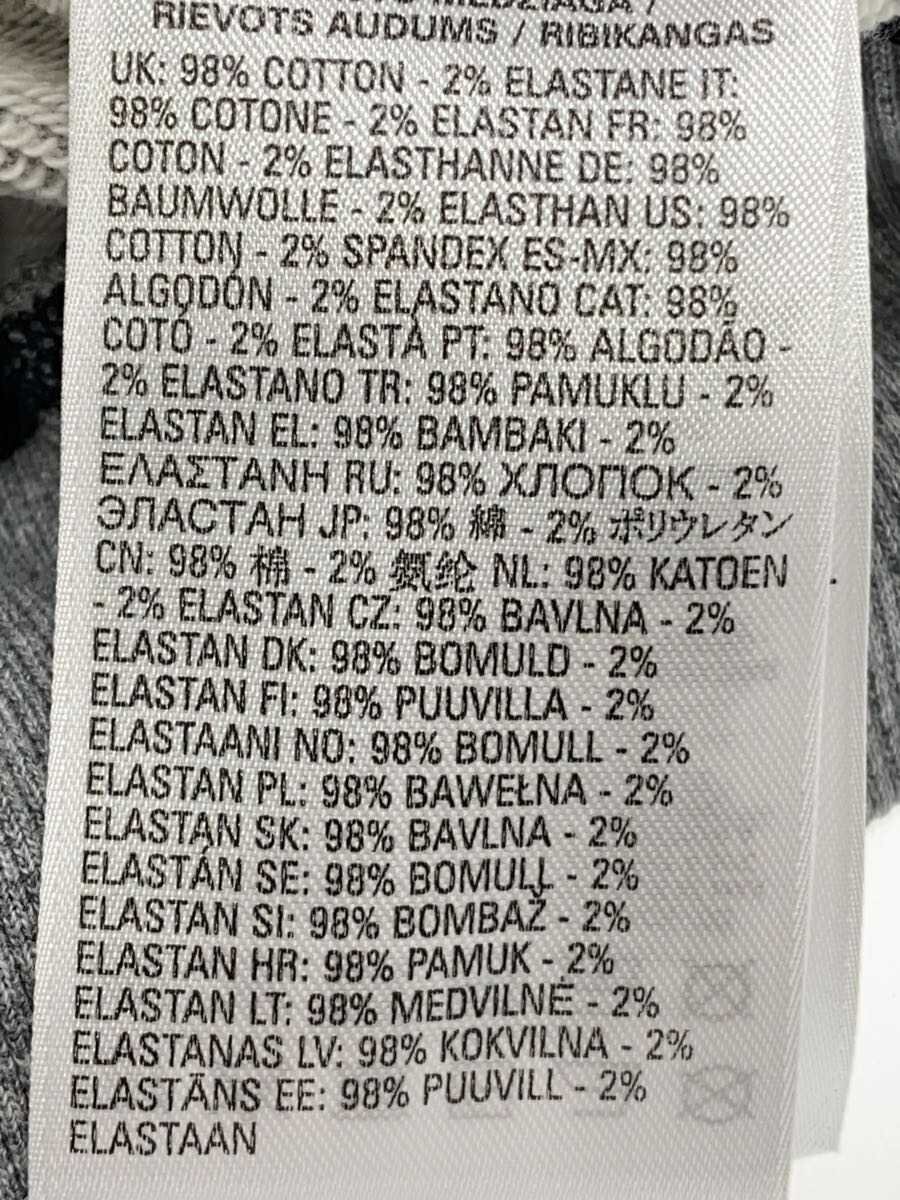 RIEVOTS AUDUMS / RIBIKANGAS
UK: 98% COTTON - 2% ELASTANE IT:
98% COTONE - 2% ELASTAN FR: 98%
COTON - 2% ELASTHANNE DE: 98%
BAUMWOLLE - 2% ELASTHAN US: 98%
COTTON - 2% SPANDEX ES-MX: 98%
ALGODÓN - 2% ELASTANO CAT: 98%
COTÓ - 2% ELASTÀ PT: 98% ALGODÃO -
2% ELASTANO TR: 98% PAMUKLU - 2%
ELASTAN EL: 98% BAMBAKI - 2%
ΕΛΑΣΤΑΝΗ RU: 98% ХЛОПОК - 2%
ЭЛАСТАН JP: 98% 綿 - 2% ポリウレタン
CN: 98% 棉 - 2% 氨纶 NL: 98% KATOEN
- 2% ELASTAN CZ: 98% BAVLNA - 2%
ELASTAN DK: 98% BOMULD - 2%
ELASTAN FI: 98% PUUVILLA - 2%
ELASTAANI NO: 98% BOMULL - 2%
ELASTAN PL: 98% BAWEŁNA - 2%
ELASTAN SK: 98% BAVLNA - 2%
ELASTÁN SE: 98% BOMULL - 2%
ELASTAN SI: 98% BOMBAŽ - 2%
ELASTAN HR: 98% PAMUK - 2%
ELASTAN LT: 98% MEDVILNĖ - 2%
ELASTANAS LV: 98% KOKVILNA - 2%
ELASTĀNS EE: 98% PUUVILL - 2%
ELASTAAN